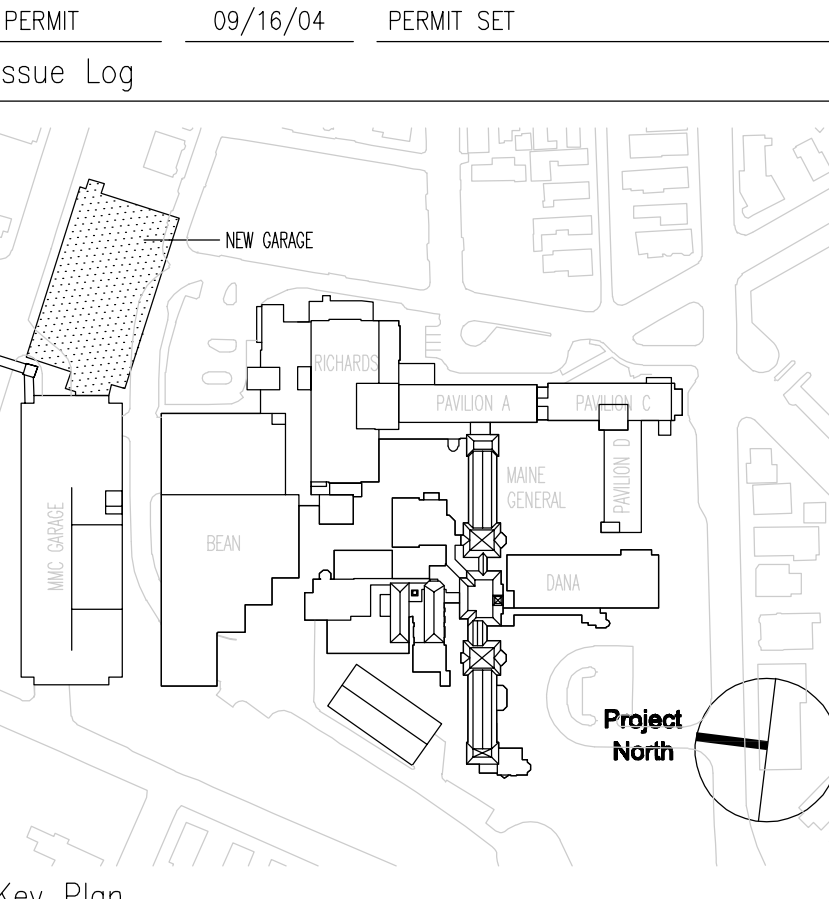 PERMIT 09/16/04 PERMIT SET
ssue Log
NEW GARAGE
RICHARDS
PAVILION A
PAVILION C
PAVILION D
MAINE
GENERAL
MMC GARAGE
BEAN
DANA
Project
North
Key Plan